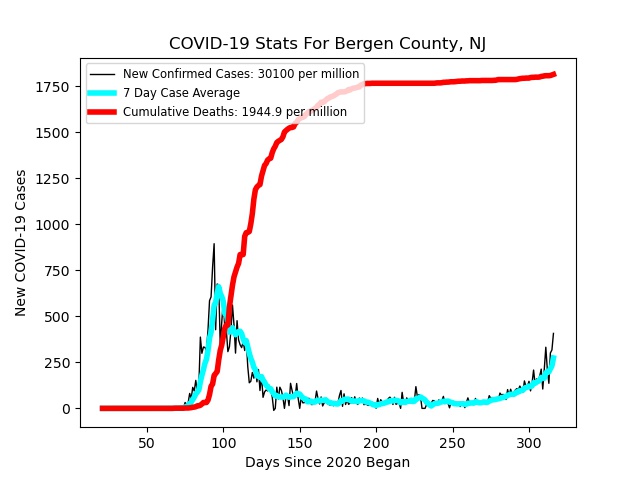 COVID-19 Stats For Bergen County, NJ
New Confirmed Cases: 30100 per million
7 Day Case Average
Cumulative Deaths: 1944.9 per million
New COVID-19 Cases
1750
1500
1250
1000
750
500
250
0
50 100 150 200 250 300
Days Since 2020 Began